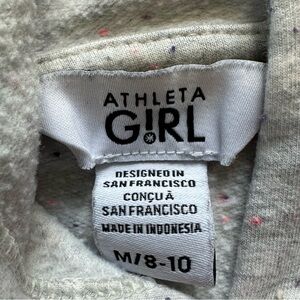 ATHLETA
GIRL
DESIGNED IN
SAN FRANCISCO
CONÇU À
SAN FRANCISCO
MADE IN INDONESIA
M/8-10